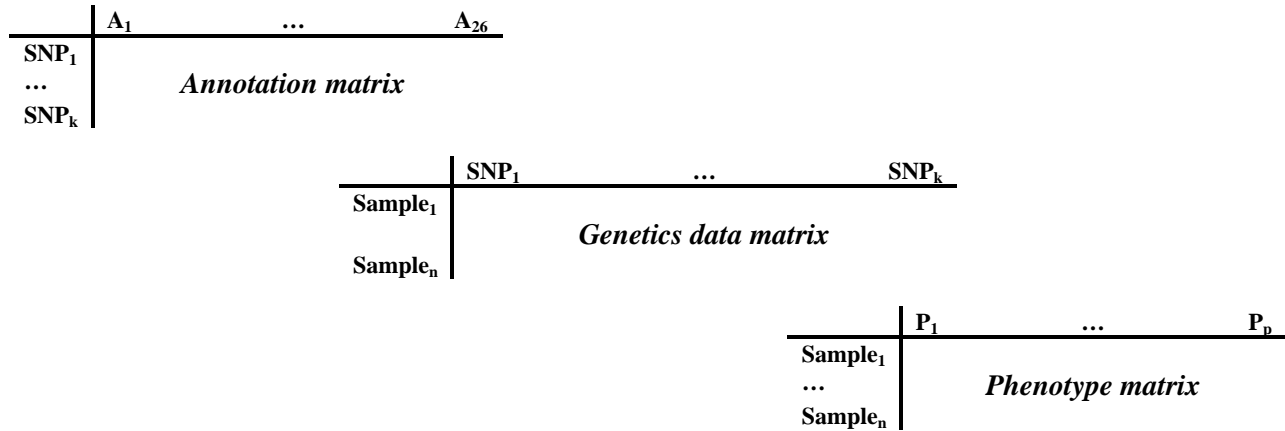 A₁ … A₂₆
SNP₁
… Annotation matrix
SNPₖ
SNP₁ … SNPₖ
Sample₁
Genetics data matrix
Sampleₙ
P₁ … Pₚ
Sample₁
… Phenotype matrix
Sampleₙ